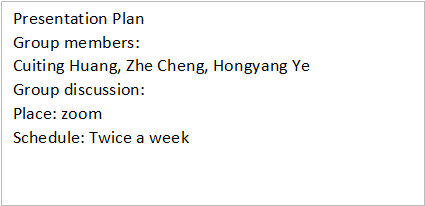 Presentation Plan
Group members:
Cuiting Huang, Zhe Cheng, Hongyang Ye
Group discussion:
Place: zoom
Schedule: Twice a week